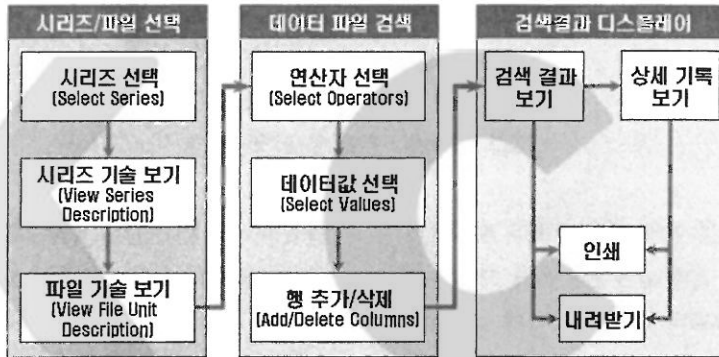 시리즈/파일 선택
시리즈 선택
(Select Series)
시리즈 기술 보기
(View Series
Description)
파일 기술 보기
(View File Unit
Description)
데이터 파일 검색
연산자 선택
(Select Operators)
데이터값 선택
(Select Values)
행 추가/삭제
(Add/Delete Columns)
검색결과 디스플레이
검색 결과
보기
상세 기록
보기
인쇄
내려받기